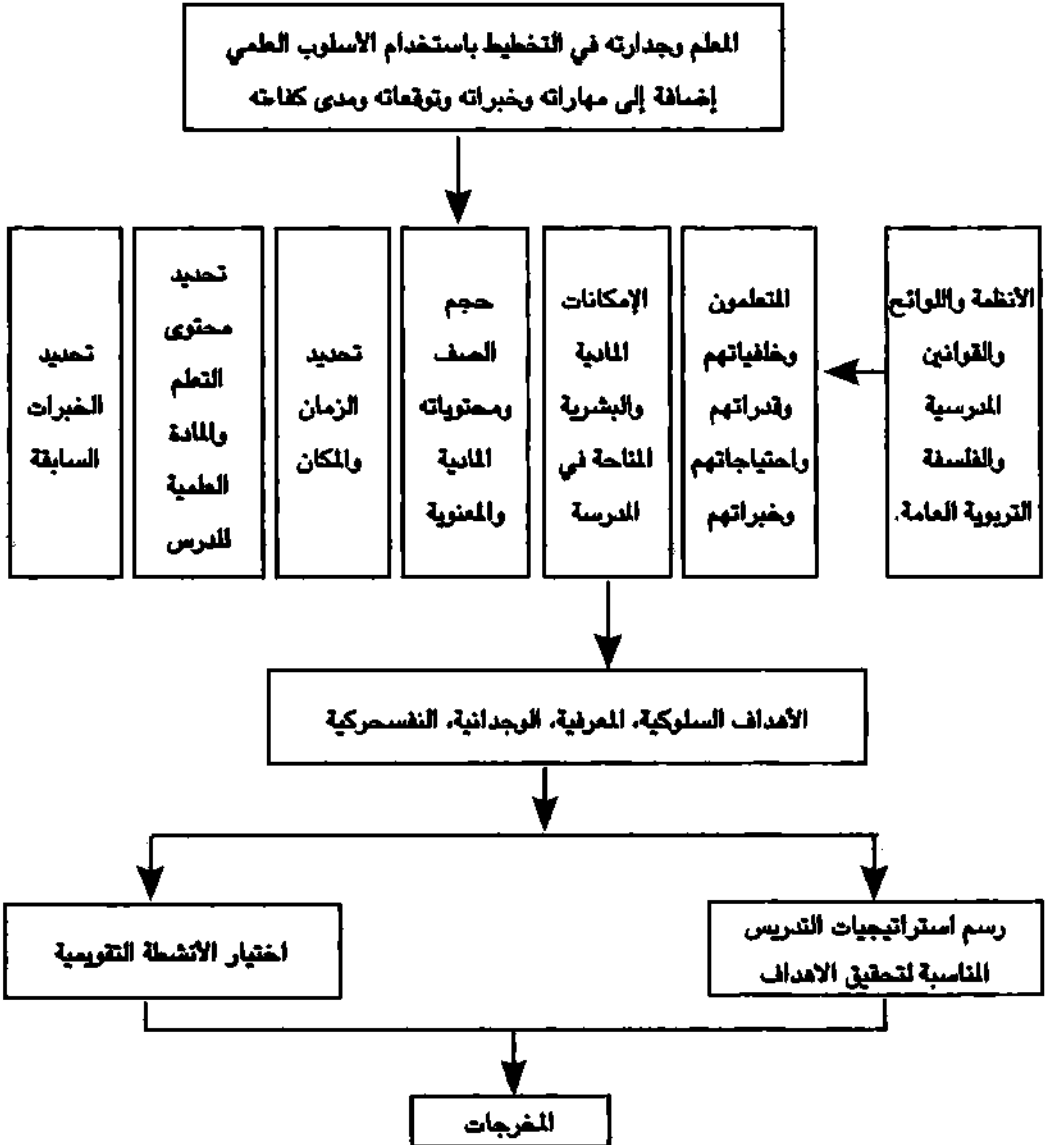 المعلم وجدارته في التخطيط باستخدام الأسلوب العلمي
إضافة إلى مهاراته وخبراته وتوقعاته ومدى كفاءته
الأنظمة واللوائح
والقوانين
المدرسية
والفلسفة
التربوية العامة.
المتعلمون
وخلفياتهم
وقدراتهم
واحتياجاتهم
وخبراتهم
الإمكانات
المادية
والبشرية
المتاحة في
المدرسة
حجم
الصف
ومحتوياته
المادية
والمعنوية
تحديد
الزمان
والمكان
تحديد
محتوى
التعلم
والمادة
العلمية
للدرس
تحديد
الخبرات
السابقة
الأهداف السلوكية، المعرفية، الوجدانية، النفسحركية
رسم استراتيجيات التدريس
المناسبة لتحقيق الاهداف
اختيار الأنشطة التقويمية
المخرجات